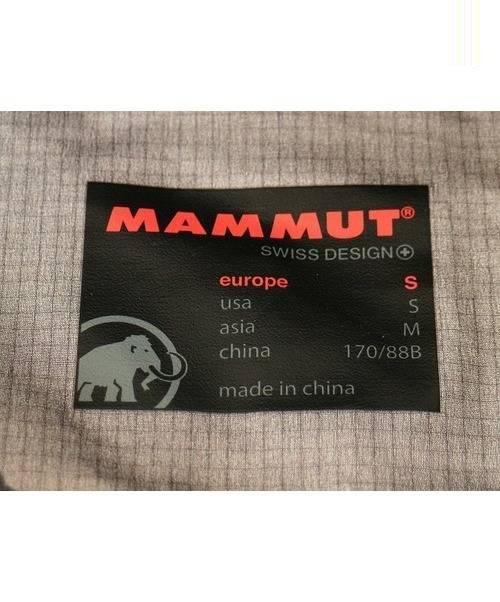 MAMMUT®
SWISS DESIGN
europe S
usa S
asia M
china 170/88B
made in china